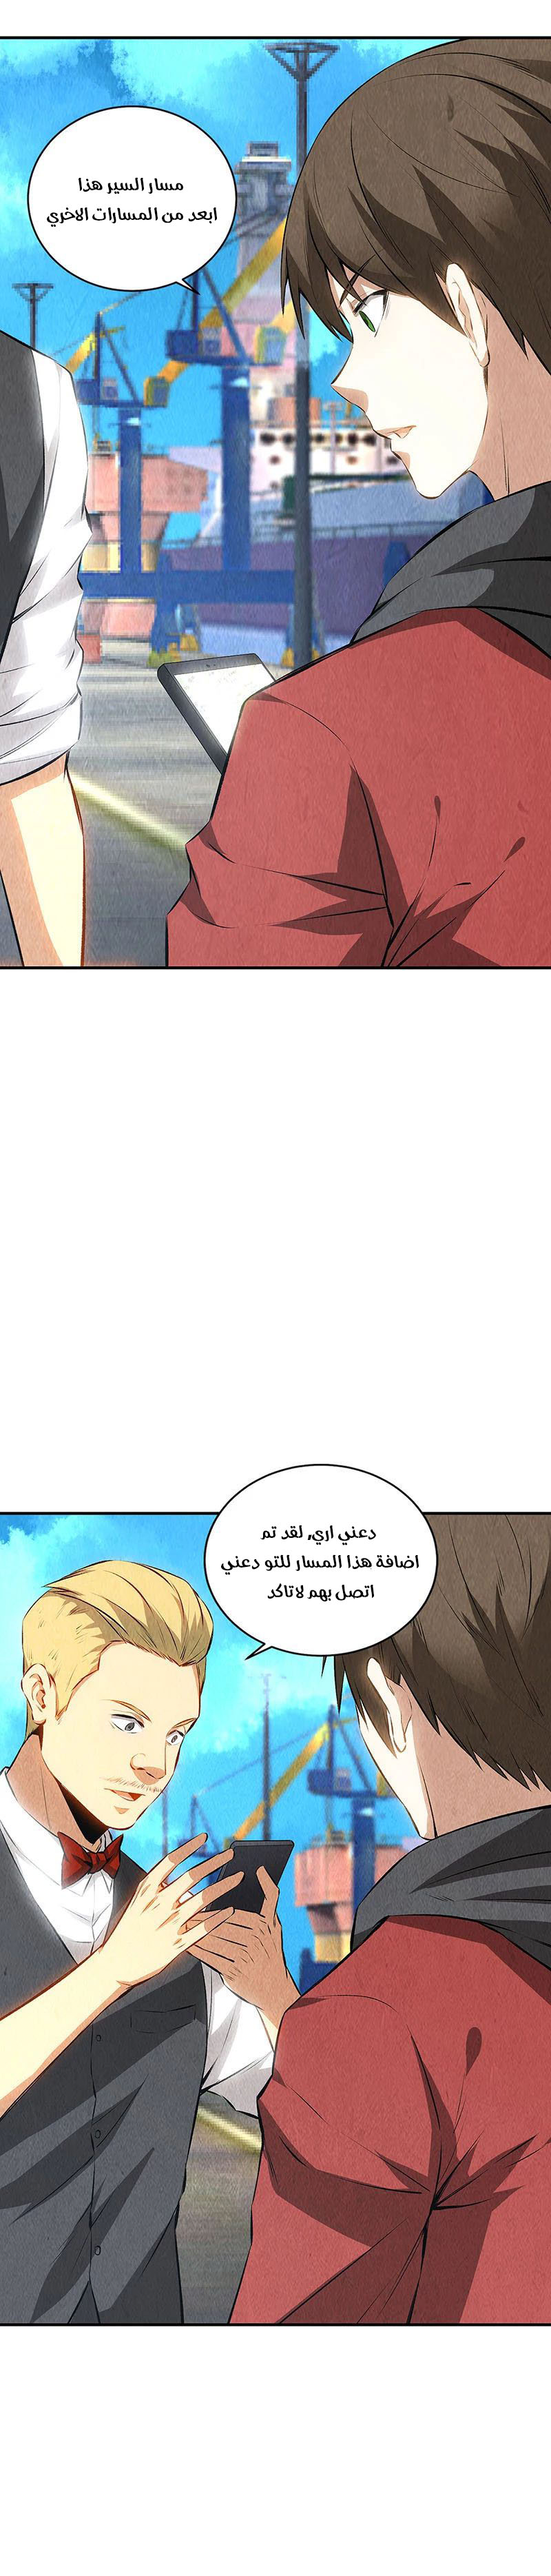 مسار السير هذا
ابعد من المسارات الاخري
دعني اري, لقد تم
اضافة هذا المسار للتو دعني
اتصل بهم لاتاكد